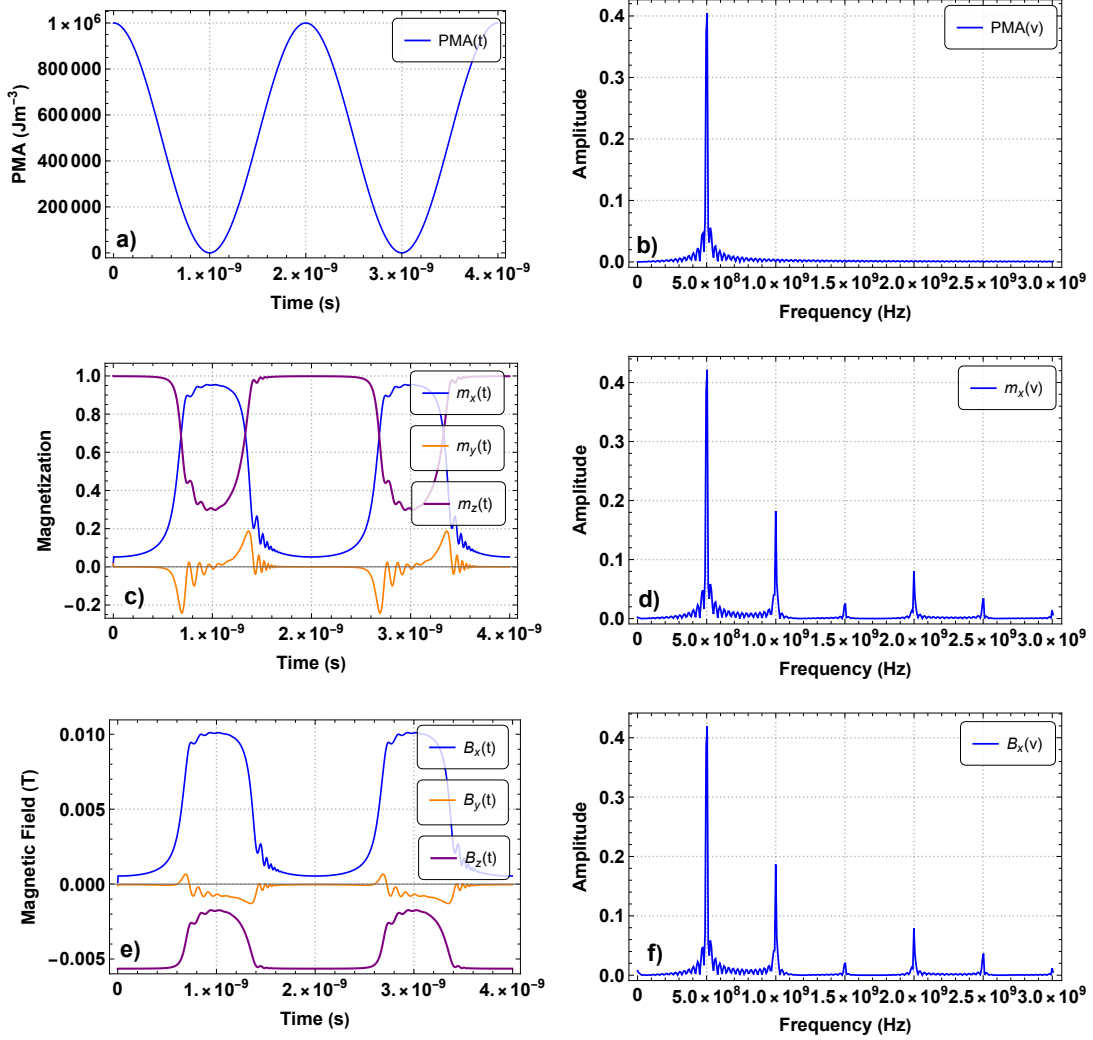 1 × 10⁶
800 000
600 000
400 000
200 000
0
PMA (Jm⁻³)
PMA(t)
a)
0 1.×10⁻⁹ 2.×10⁻⁹ 3.×10⁻⁹ 4.×10⁻⁹
Time (s)
0.4
0.3
0.2
0.1
0.0
Amplitude
PMA(ν)
b)
0 5.0×10⁸ 1.0×10⁹ 1.5×10⁹ 2.0×10⁹ 2.5×10⁹ 3.0×10⁹
Frequency (Hz)
1.0
0.8
0.6
0.4
0.2
0.0
−0.2
Magnetization
mₓ(t)
m_y(t)
m_z(t)
c)
0 1.×10⁻⁹ 2.×10⁻⁹ 3.×10⁻⁹ 4.×10⁻⁹
Time (s)
0.4
0.3
0.2
0.1
0.0
Amplitude
mₓ(ν)
d)
0 5.0×10⁸ 1.0×10⁹ 1.5×10⁹ 2.0×10⁹ 2.5×10⁹ 3.0×10⁹
Frequency (Hz)
0.010
0.005
0.000
−0.005
Magnetic Field (T)
Bₓ(t)
B_y(t)
B_z(t)
e)
0 1.×10⁻⁹ 2.×10⁻⁹ 3.×10⁻⁹ 4.×10⁻⁹
Time (s)
0.4
0.3
0.2
0.1
0.0
Amplitude
Bₓ(ν)
f)
0 5.0×10⁸ 1.0×10⁹ 1.5×10⁹ 2.0×10⁹ 2.5×10⁹ 3.0×10⁹
Frequency (Hz)